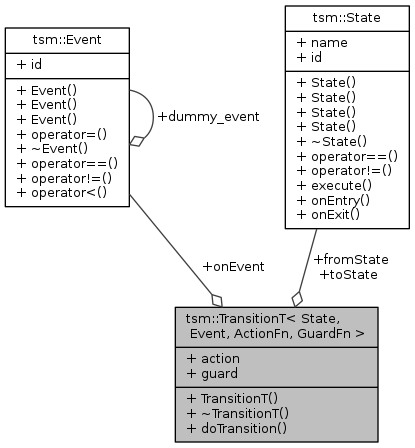 tsm::Event
+ id
+ Event()
+ Event()
+ Event()
+ operator=()
+ ~Event()
+ operator==()
+ operator!=()
+ operator<()
+dummy_event
tsm::State
+ name
+ id
+ State()
+ State()
+ State()
+ State()
+ ~State()
+ operator==()
+ operator!=()
+ execute()
+ onEntry()
+ onExit()
+onEvent
+fromState
+toState
tsm::TransitionT< State,
Event, ActionFn, GuardFn >
+ action
+ guard
+ TransitionT()
+ ~TransitionT()
+ doTransition()